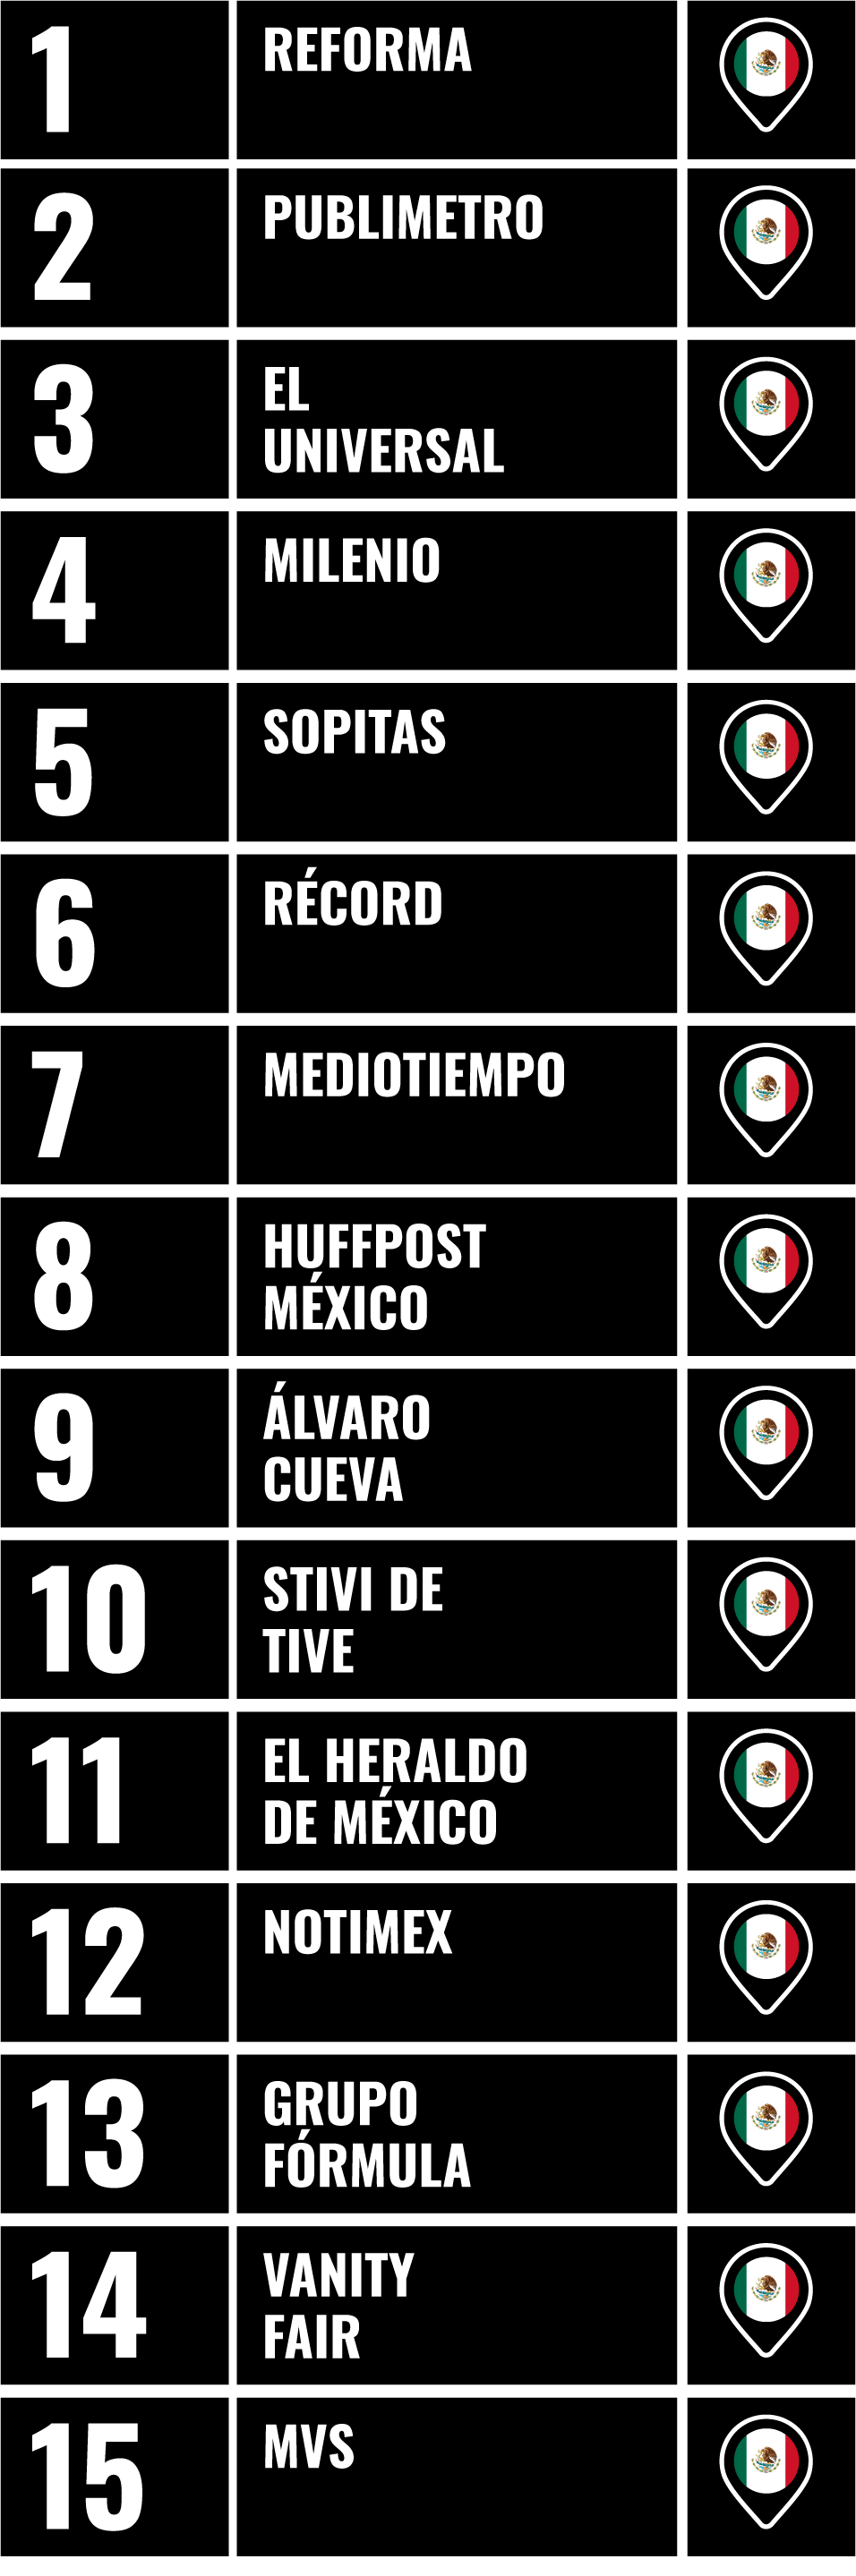 1
REFORMA
2
PUBLIMETRO
3
EL
UNIVERSAL
4
MILENIO
5
SOPITAS
6
RÉCORD
7
MEDIOTIEMPO
8
HUFFPOST
MÉXICO
9
ÁLVARO
CUEVA
10
STIVI DE
TIVE
11
EL HERALDO
DE MÉXICO
12
NOTIMEX
13
GRUPO
FÓRMULA
14
VANITY
FAIR
15
MVS